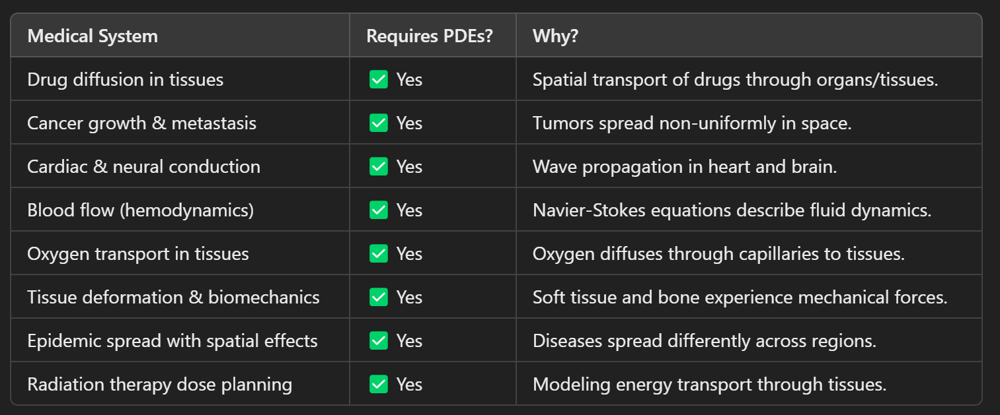 Medical System Requires PDEs? Why?
Drug diffusion in tissues ✅ Yes Spatial transport of drugs through organs/tissues.
Cancer growth & metastasis ✅ Yes Tumors spread non-uniformly in space.
Cardiac & neural conduction ✅ Yes Wave propagation in heart and brain.
Blood flow (hemodynamics) ✅ Yes Navier-Stokes equations describe fluid dynamics.
Oxygen transport in tissues ✅ Yes Oxygen diffuses through capillaries to tissues.
Tissue deformation & biomechanics ✅ Yes Soft tissue and bone experience mechanical forces.
Epidemic spread with spatial effects ✅ Yes Diseases spread differently across regions.
Radiation therapy dose planning ✅ Yes Modeling energy transport through tissues.